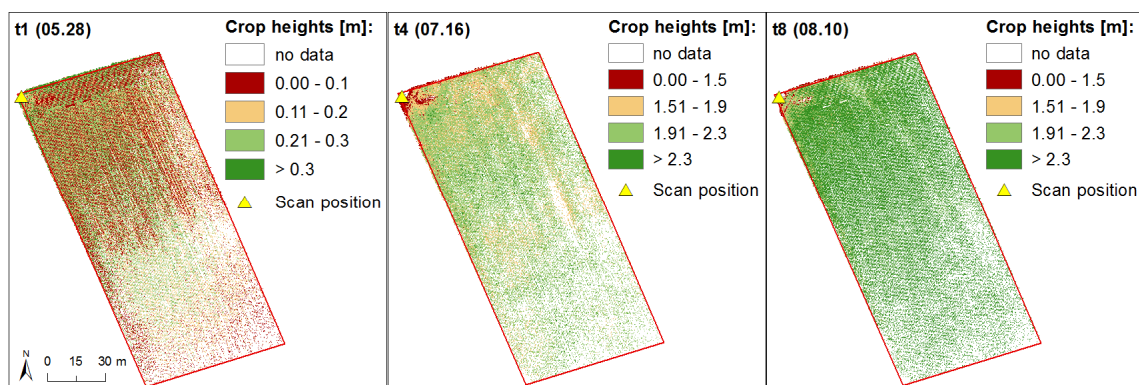 t1 (05.28)
Crop heights [m]:
no data
0.00 - 0.1
0.11 - 0.2
0.21 - 0.3
> 0.3
Scan position
N
0 15 30 m
t4 (07.16)
Crop heights [m]:
no data
0.00 - 1.5
1.51 - 1.9
1.91 - 2.3
> 2.3
Scan position
t8 (08.10)
Crop heights [m]:
no data
0.00 - 1.5
1.51 - 1.9
1.91 - 2.3
> 2.3
Scan position